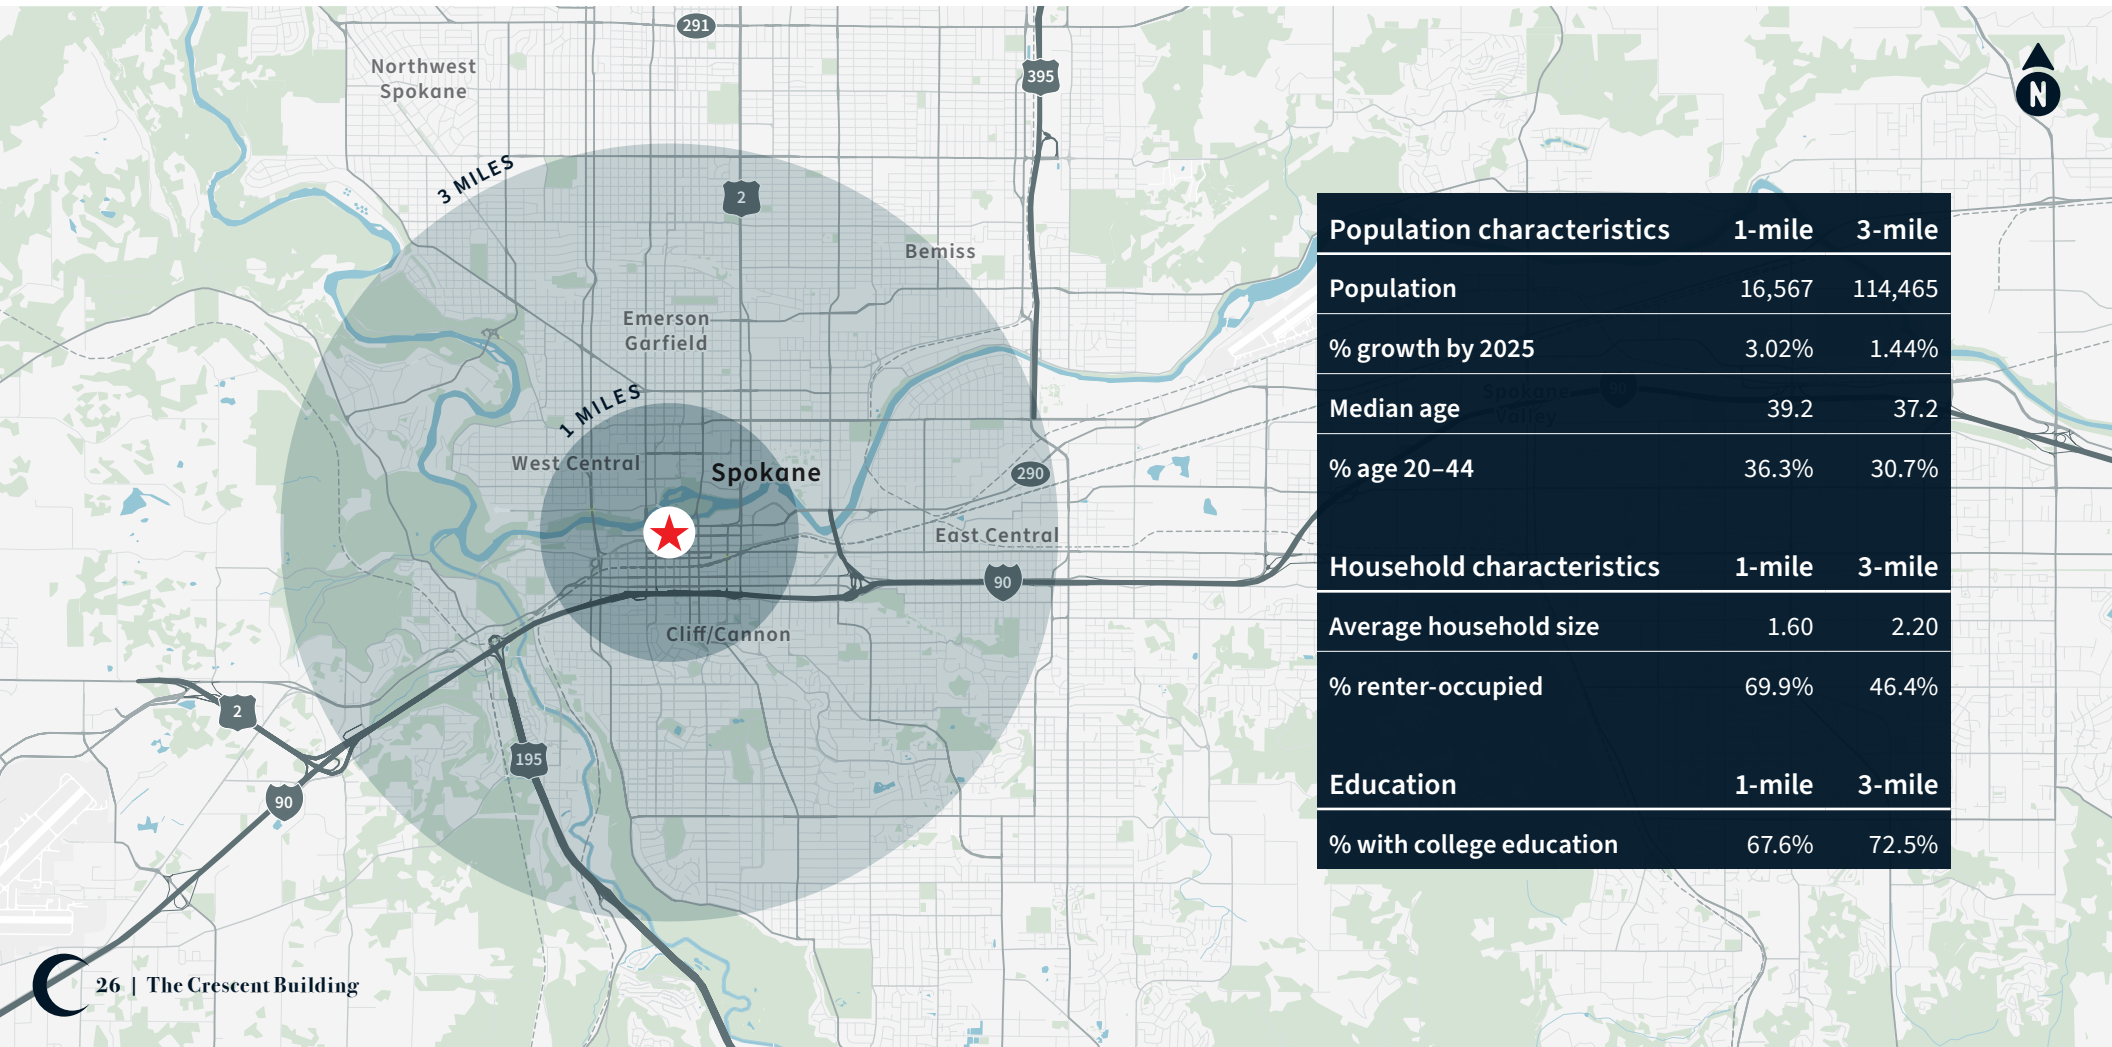 291
Northwest
Spokane
395
N
3 MILES
2
Bemiss
Emerson
Garfield
1 MILES
West Central
Spokane
290
East Central
90
Cliff/Cannon
2
195
90
Population characteristics 1-mile 3-mile
Population 16,567 114,465
% growth by 2025 3.02% 1.44%
Spokane
Valley
90
Median age 39.2 37.2
% age 20–44 36.3% 30.7%
Household characteristics 1-mile 3-mile
Average household size 1.60 2.20
% renter-occupied 69.9% 46.4%
Education 1-mile 3-mile
% with college education 67.6% 72.5%
26 | The Crescent Building